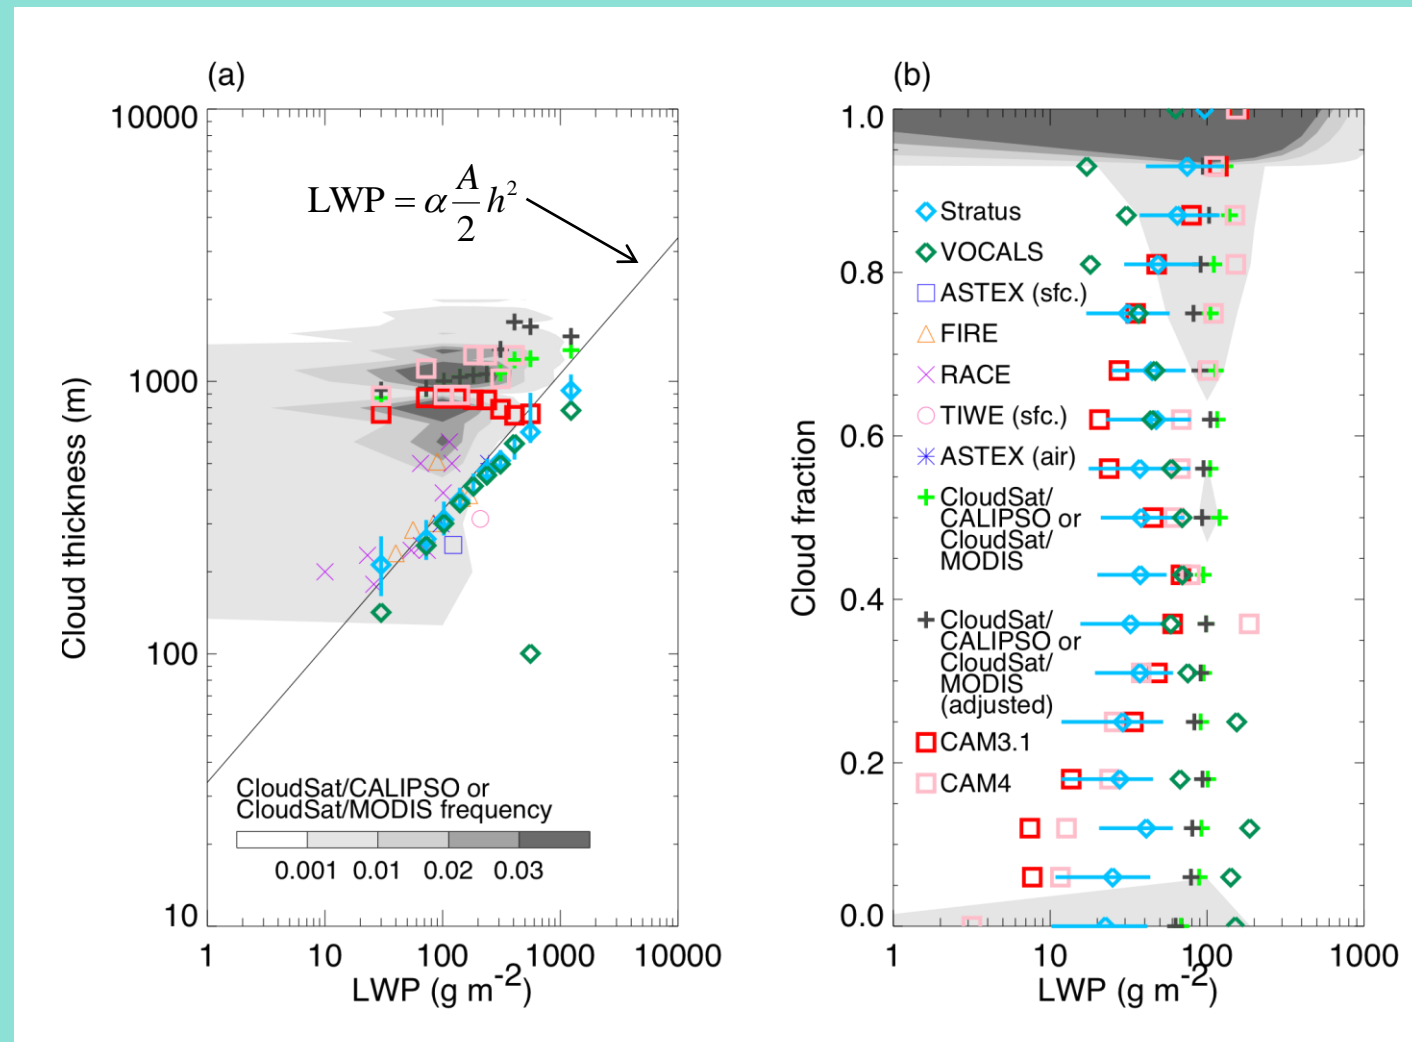 (a)
10000
1000
100
10
Cloud thickness (m)
LWP = α A/2 h²
CloudSat/CALIPSO or
CloudSat/MODIS frequency
0.001 0.01 0.02 0.03
1 10 100 1000 10000
LWP (g m⁻²)
(b)
1.0
0.8
0.6
0.4
0.2
0.0
Cloud fraction
Stratus
VOCALS
ASTEX (sfc.)
FIRE
RACE
TIWE (sfc.)
ASTEX (air)
CloudSat/
CALIPSO or
CloudSat/
MODIS
CloudSat/
CALIPSO or
CloudSat/
MODIS
(adjusted)
CAM3.1
CAM4
1 10 100 1000
LWP (g m⁻²)